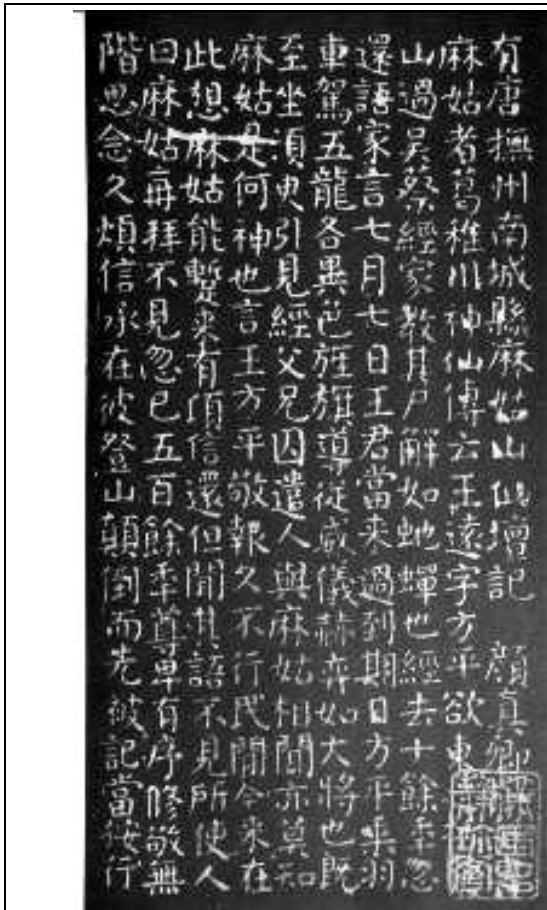 有唐撫州南城縣麻姑山仙壇記 顏真卿
麻姑者葛稚川神仙傳云王遠字方平欲東
山過吳蔡經家教其尸解如虵蟬也經去十餘年忽
還語家言七月七日王君當來過到期日方平乘羽
車駕五龍各異色旌旗導從威儀赫弈如大將也既
至坐須臾引見經父兄因遣人與麻姑相聞亦莫知
麻姑是何神也言王方平敬報久不行民間今來在
此想麻姑能蹔來有頃信還但聞其語不見所使人
曰麻姑再拜不見忽已五百餘年尊卑有序修敬無
階思念久煩信承在彼登山顛倒而先被記當按行